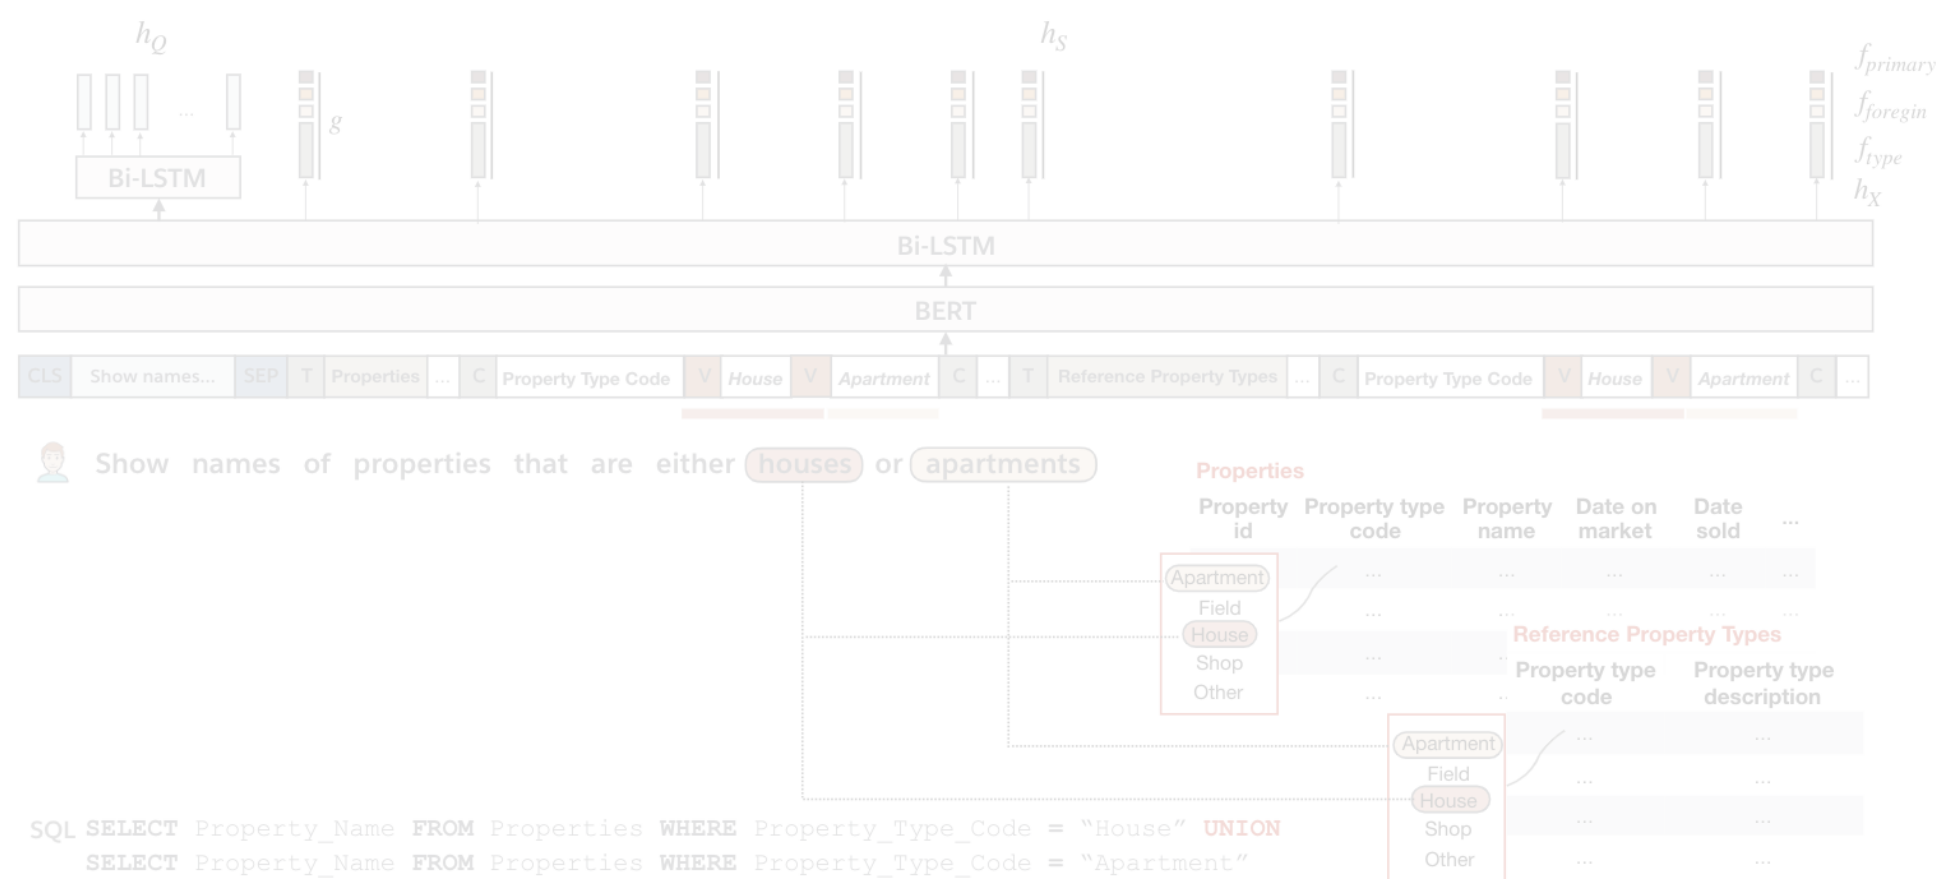 h_Q h_S
f_primary
... g f_foregin
f_type
Bi-LSTM h_X
Bi-LSTM
BERT
CLS Show names... SEP T Properties ... C Property Type Code V House V Apartment C ... T Reference Property Types ... C Property Type Code V House V Apartment C ...
Show names of properties that are either houses or apartments
Properties
Property id Property type code Property name Date on market Date sold ...
Apartment ... ... ... ... ...
Field ... ... ... ... ...
House
Shop ... ..
Other ... ..
Reference Property Types
Property type code Property type description
Apartment ... ...
Field ... ...
House
Shop ... ...
Other ... ...
SQL SELECT Property_Name FROM Properties WHERE Property_Type_Code = “House” UNION
SELECT Property_Name FROM Properties WHERE Property_Type_Code = “Apartment”